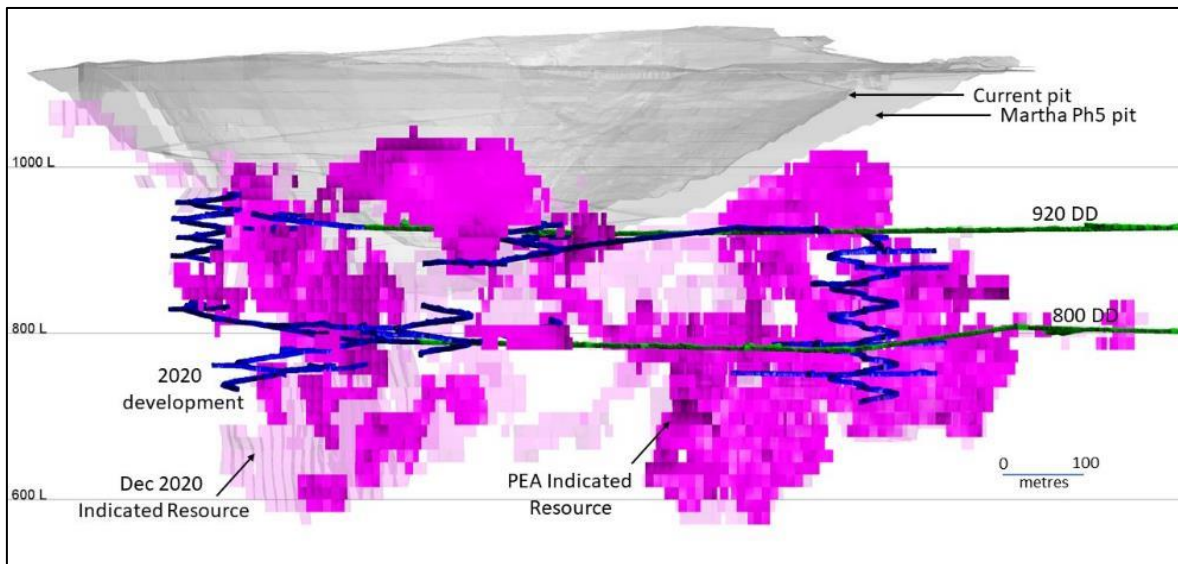 Current pit
Martha Ph5 pit
1000 L
920 DD
800 L
800 DD
2020
development
Dec 2020
Indicated Resource
PEA Indicated
Resource
0 100
metres
600 L